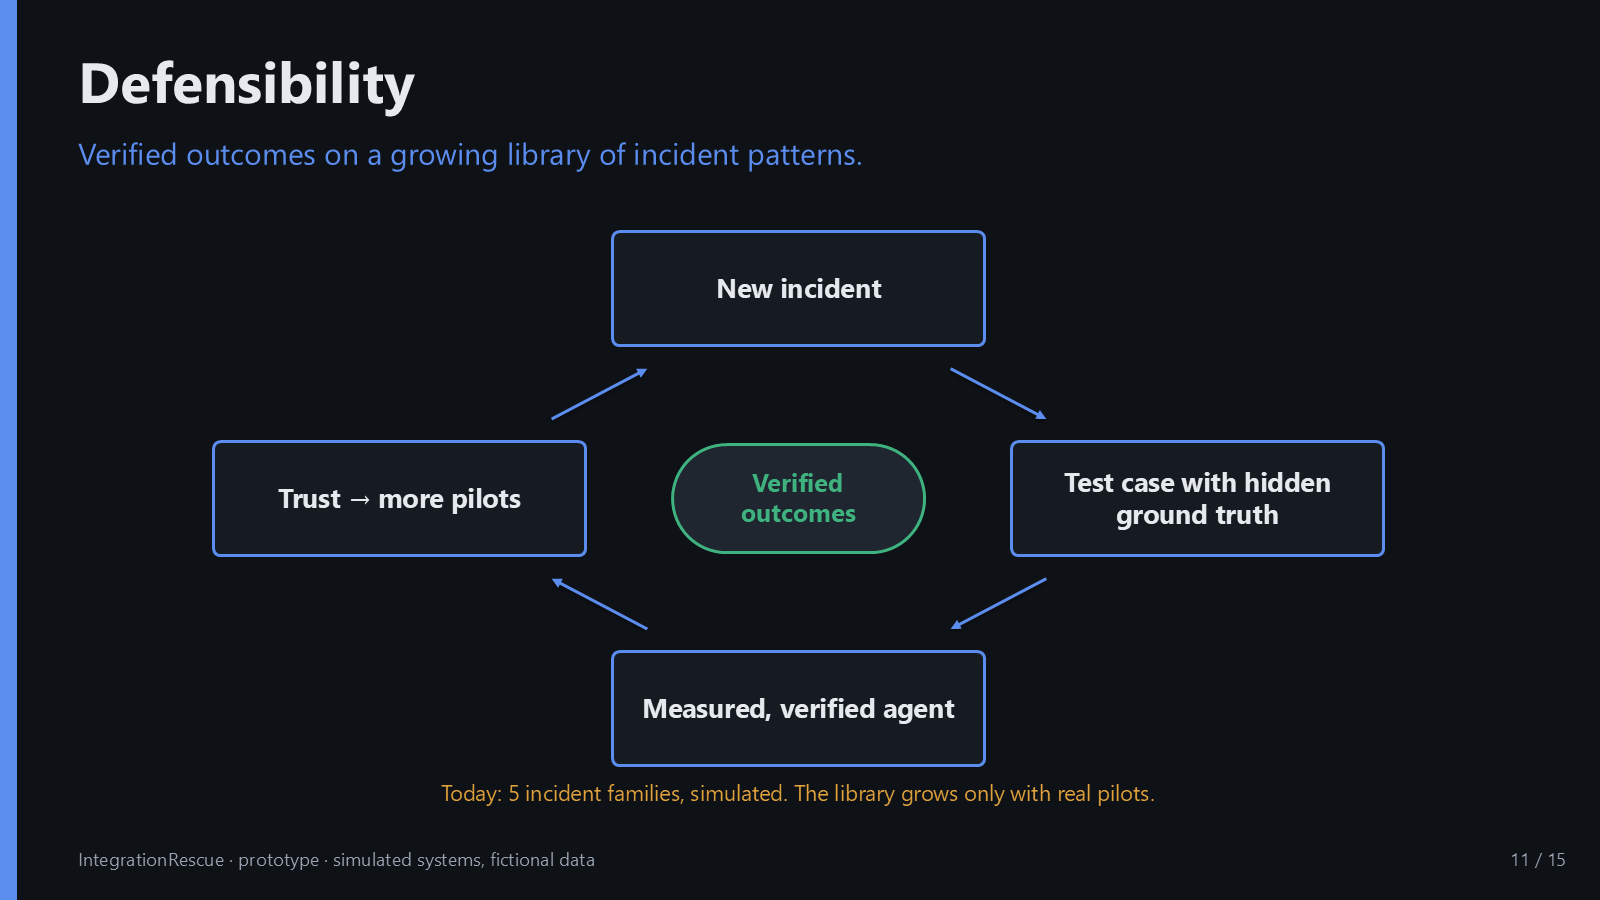 Defensibility
Verified outcomes on a growing library of incident patterns.
New incident
Trust → more pilots
Verified
outcomes
Test case with hidden
ground truth
Measured, verified agent
Today: 5 incident families, simulated. The library grows only with real pilots.
IntegrationRescue · prototype · simulated systems, fictional data
11 / 15